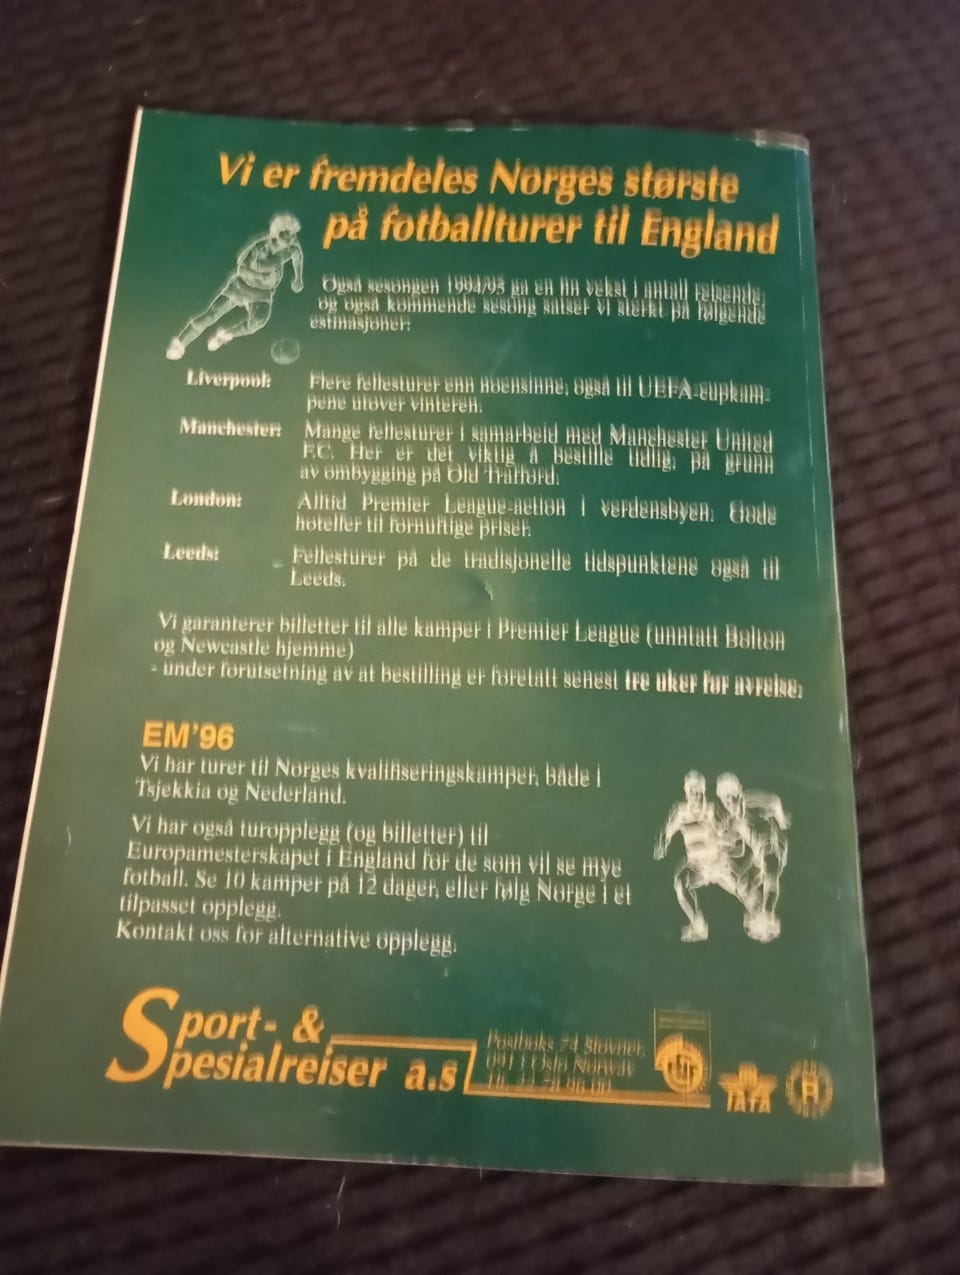 Vi er fremdeles Norges største
på fotballturer til England
Også sesongen 1994/95 ga en fin vekst i antall reisende,
og også kommende sesong satser vi sterkt på følgende
estinasjoner:
Liverpool: Flere fellesturer enn noensinne, også til UEFA-cupkam-
pene utover vinteren.
Manchester: Mange fellesturer i samarbeid med Manchester United
F.C. Her er det viktig å bestille tidlig, på grunn
av ombygging på Old Trafford.
London: Alltid Premier League-action i verdensbyen. Gode
hoteller til fornuftige priser.
Leeds: Fellesturer på de tradisjonelle tidspunktene også til
Leeds.
Vi garanterer billetter til alle kamper i Premier League (unntatt Bolton
og Newcastle hjemme)
- under forutsetning av at bestilling er foretatt senest tre uker før avreise.
EM'96
Vi har turer til Norges kvalifiseringskamper, både i
Tsjekkia og Nederland.
Vi har også turopplegg (og billetter) til
Europamesterskapet i England for de som vil se mye
fotball. Se 10 kamper på 12 dager, eller følg Norge i et
tilpasset opplegg.
Kontakt oss for alternative opplegg.
Sport- &
Spesialreiser a.s
Postboks 74 Stovner,
Oslo Norway
IATA